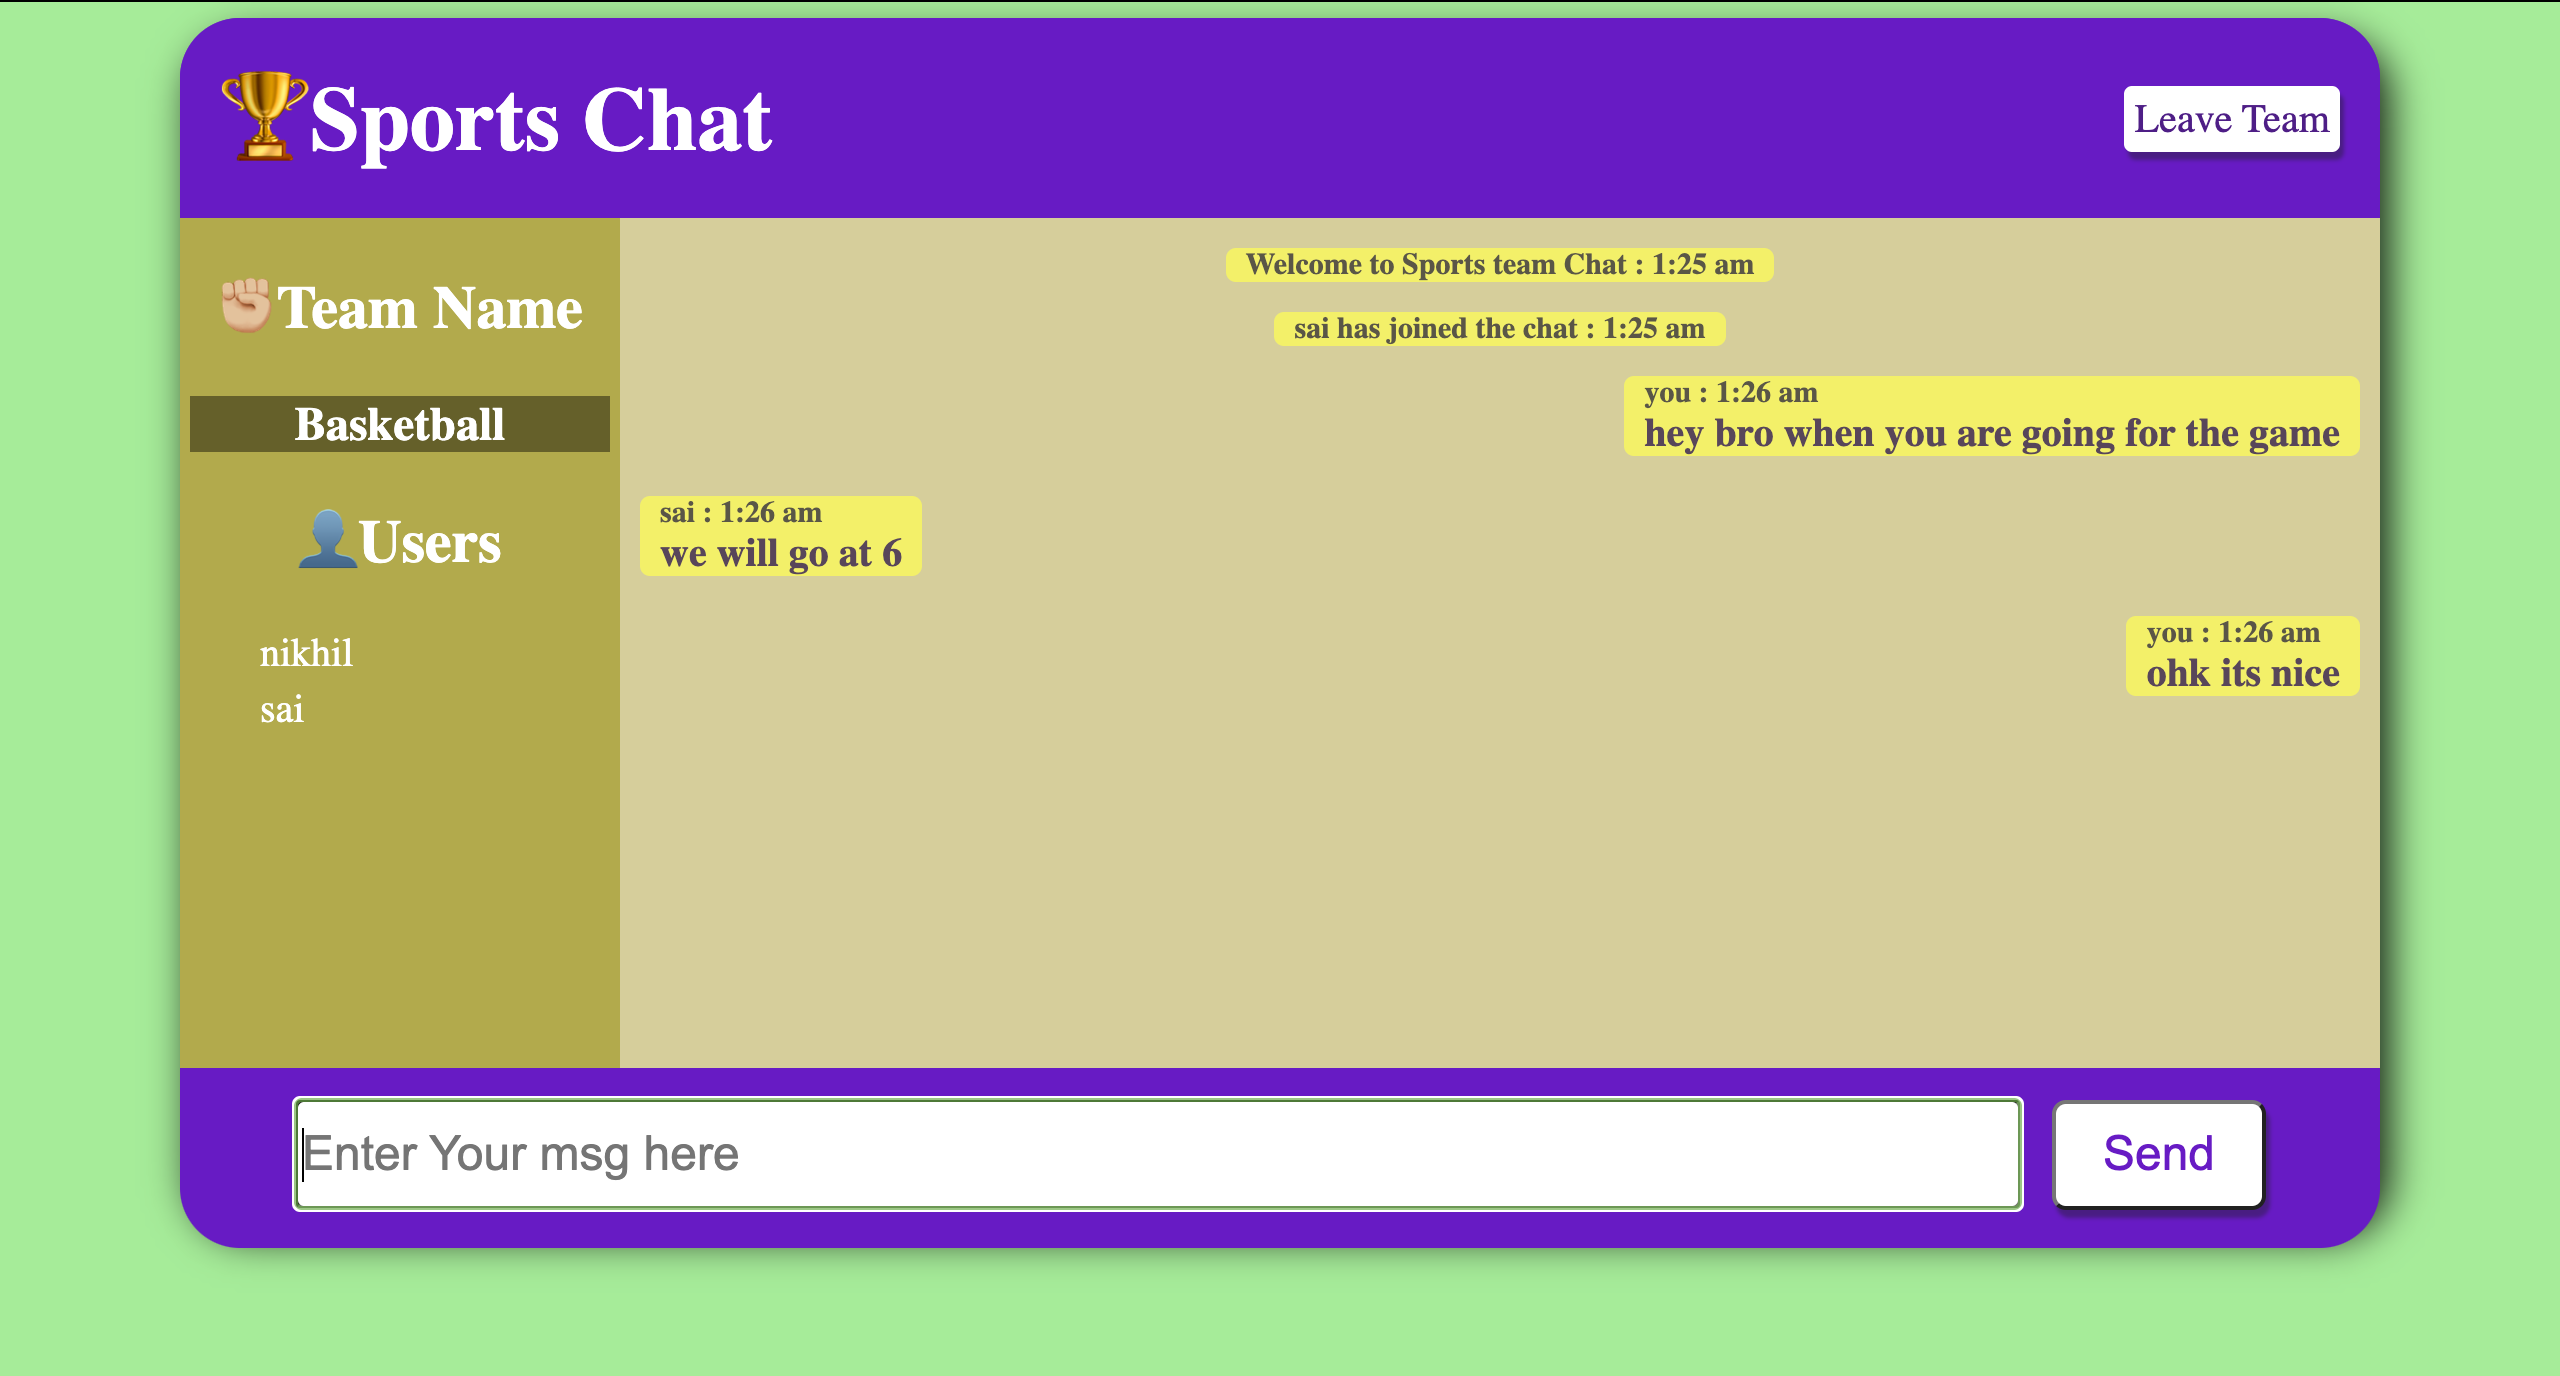 🏆Sports Chat
Leave Team
✊🏼Team Name
Basketball
👤Users
nikhil
sai
Welcome to Sports team Chat : 1:25 am
sai has joined the chat : 1:25 am
you : 1:26 am
hey bro when you are going for the game
sai : 1:26 am
we will go at 6
you : 1:26 am
ohk its nice
Enter Your msg here
Send